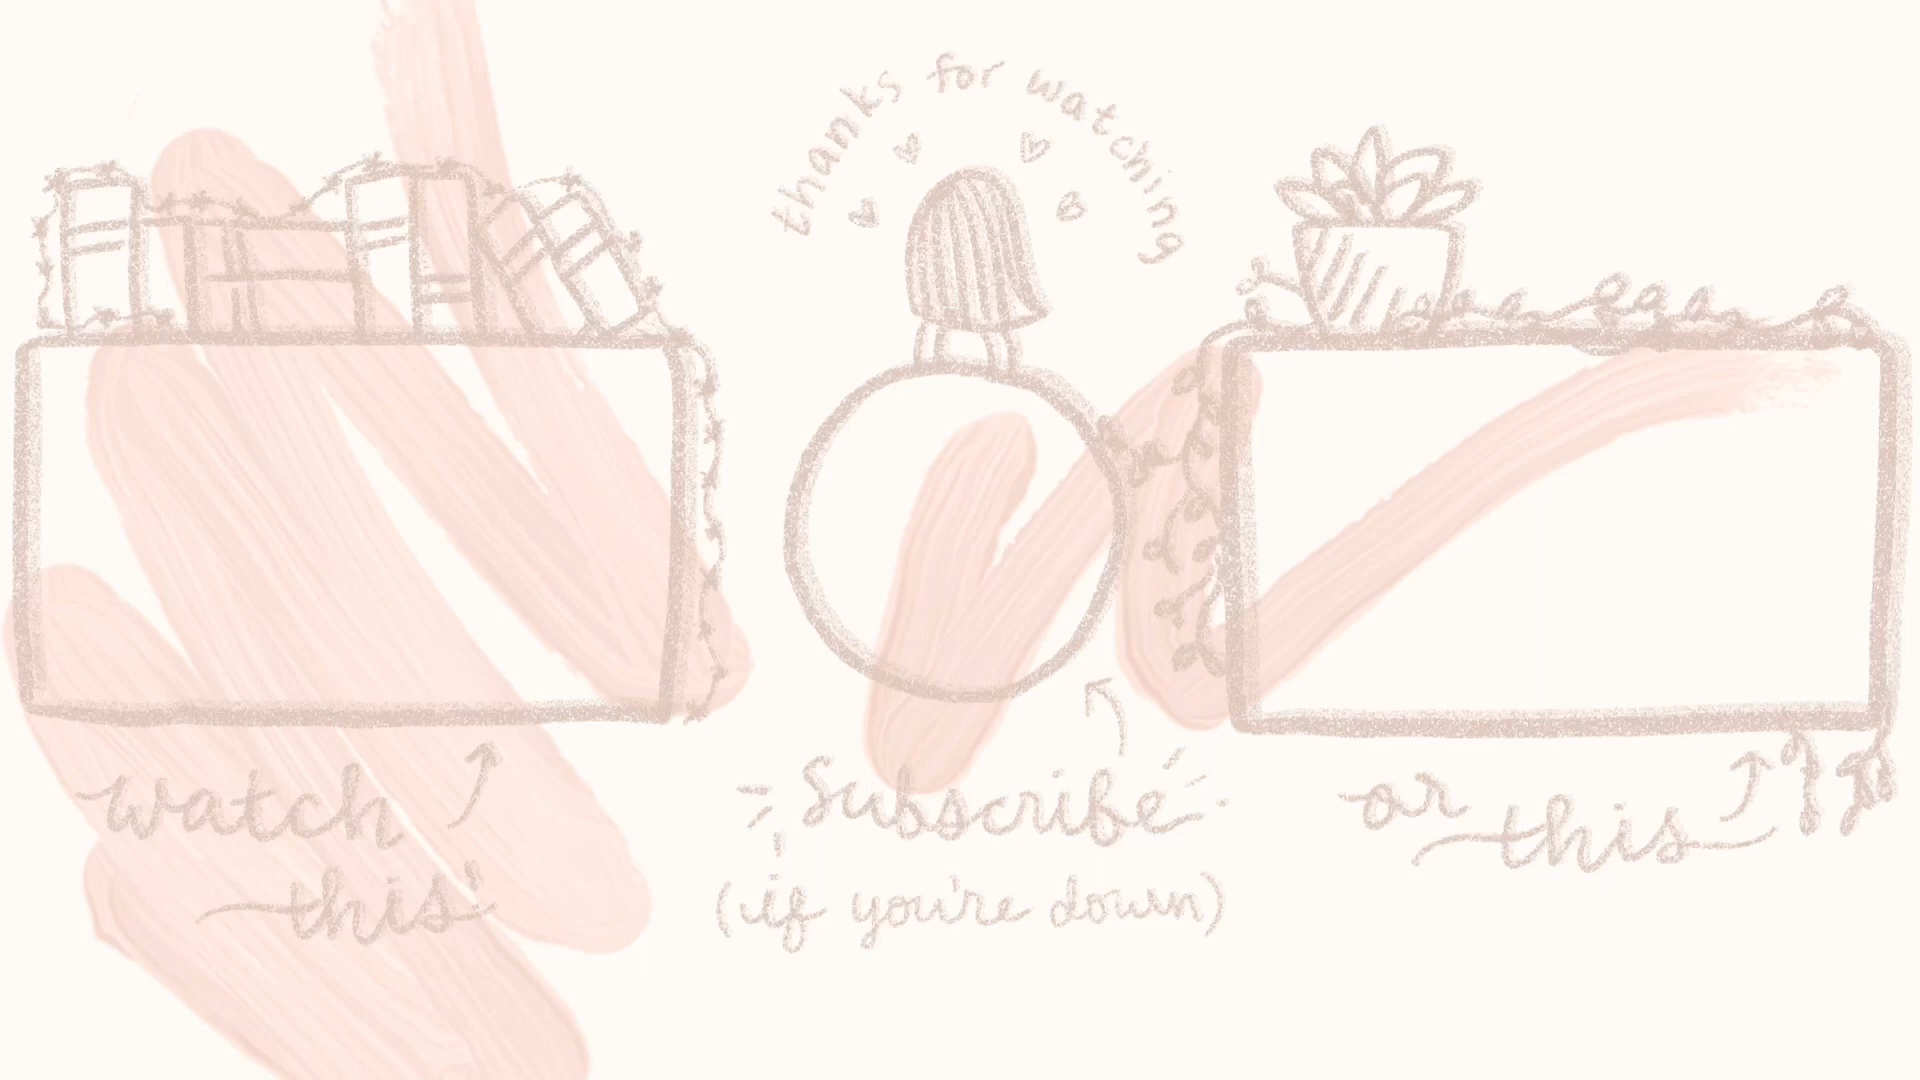 thanks for watching
watch
this!
Subscribe
(if you're down)
or
this